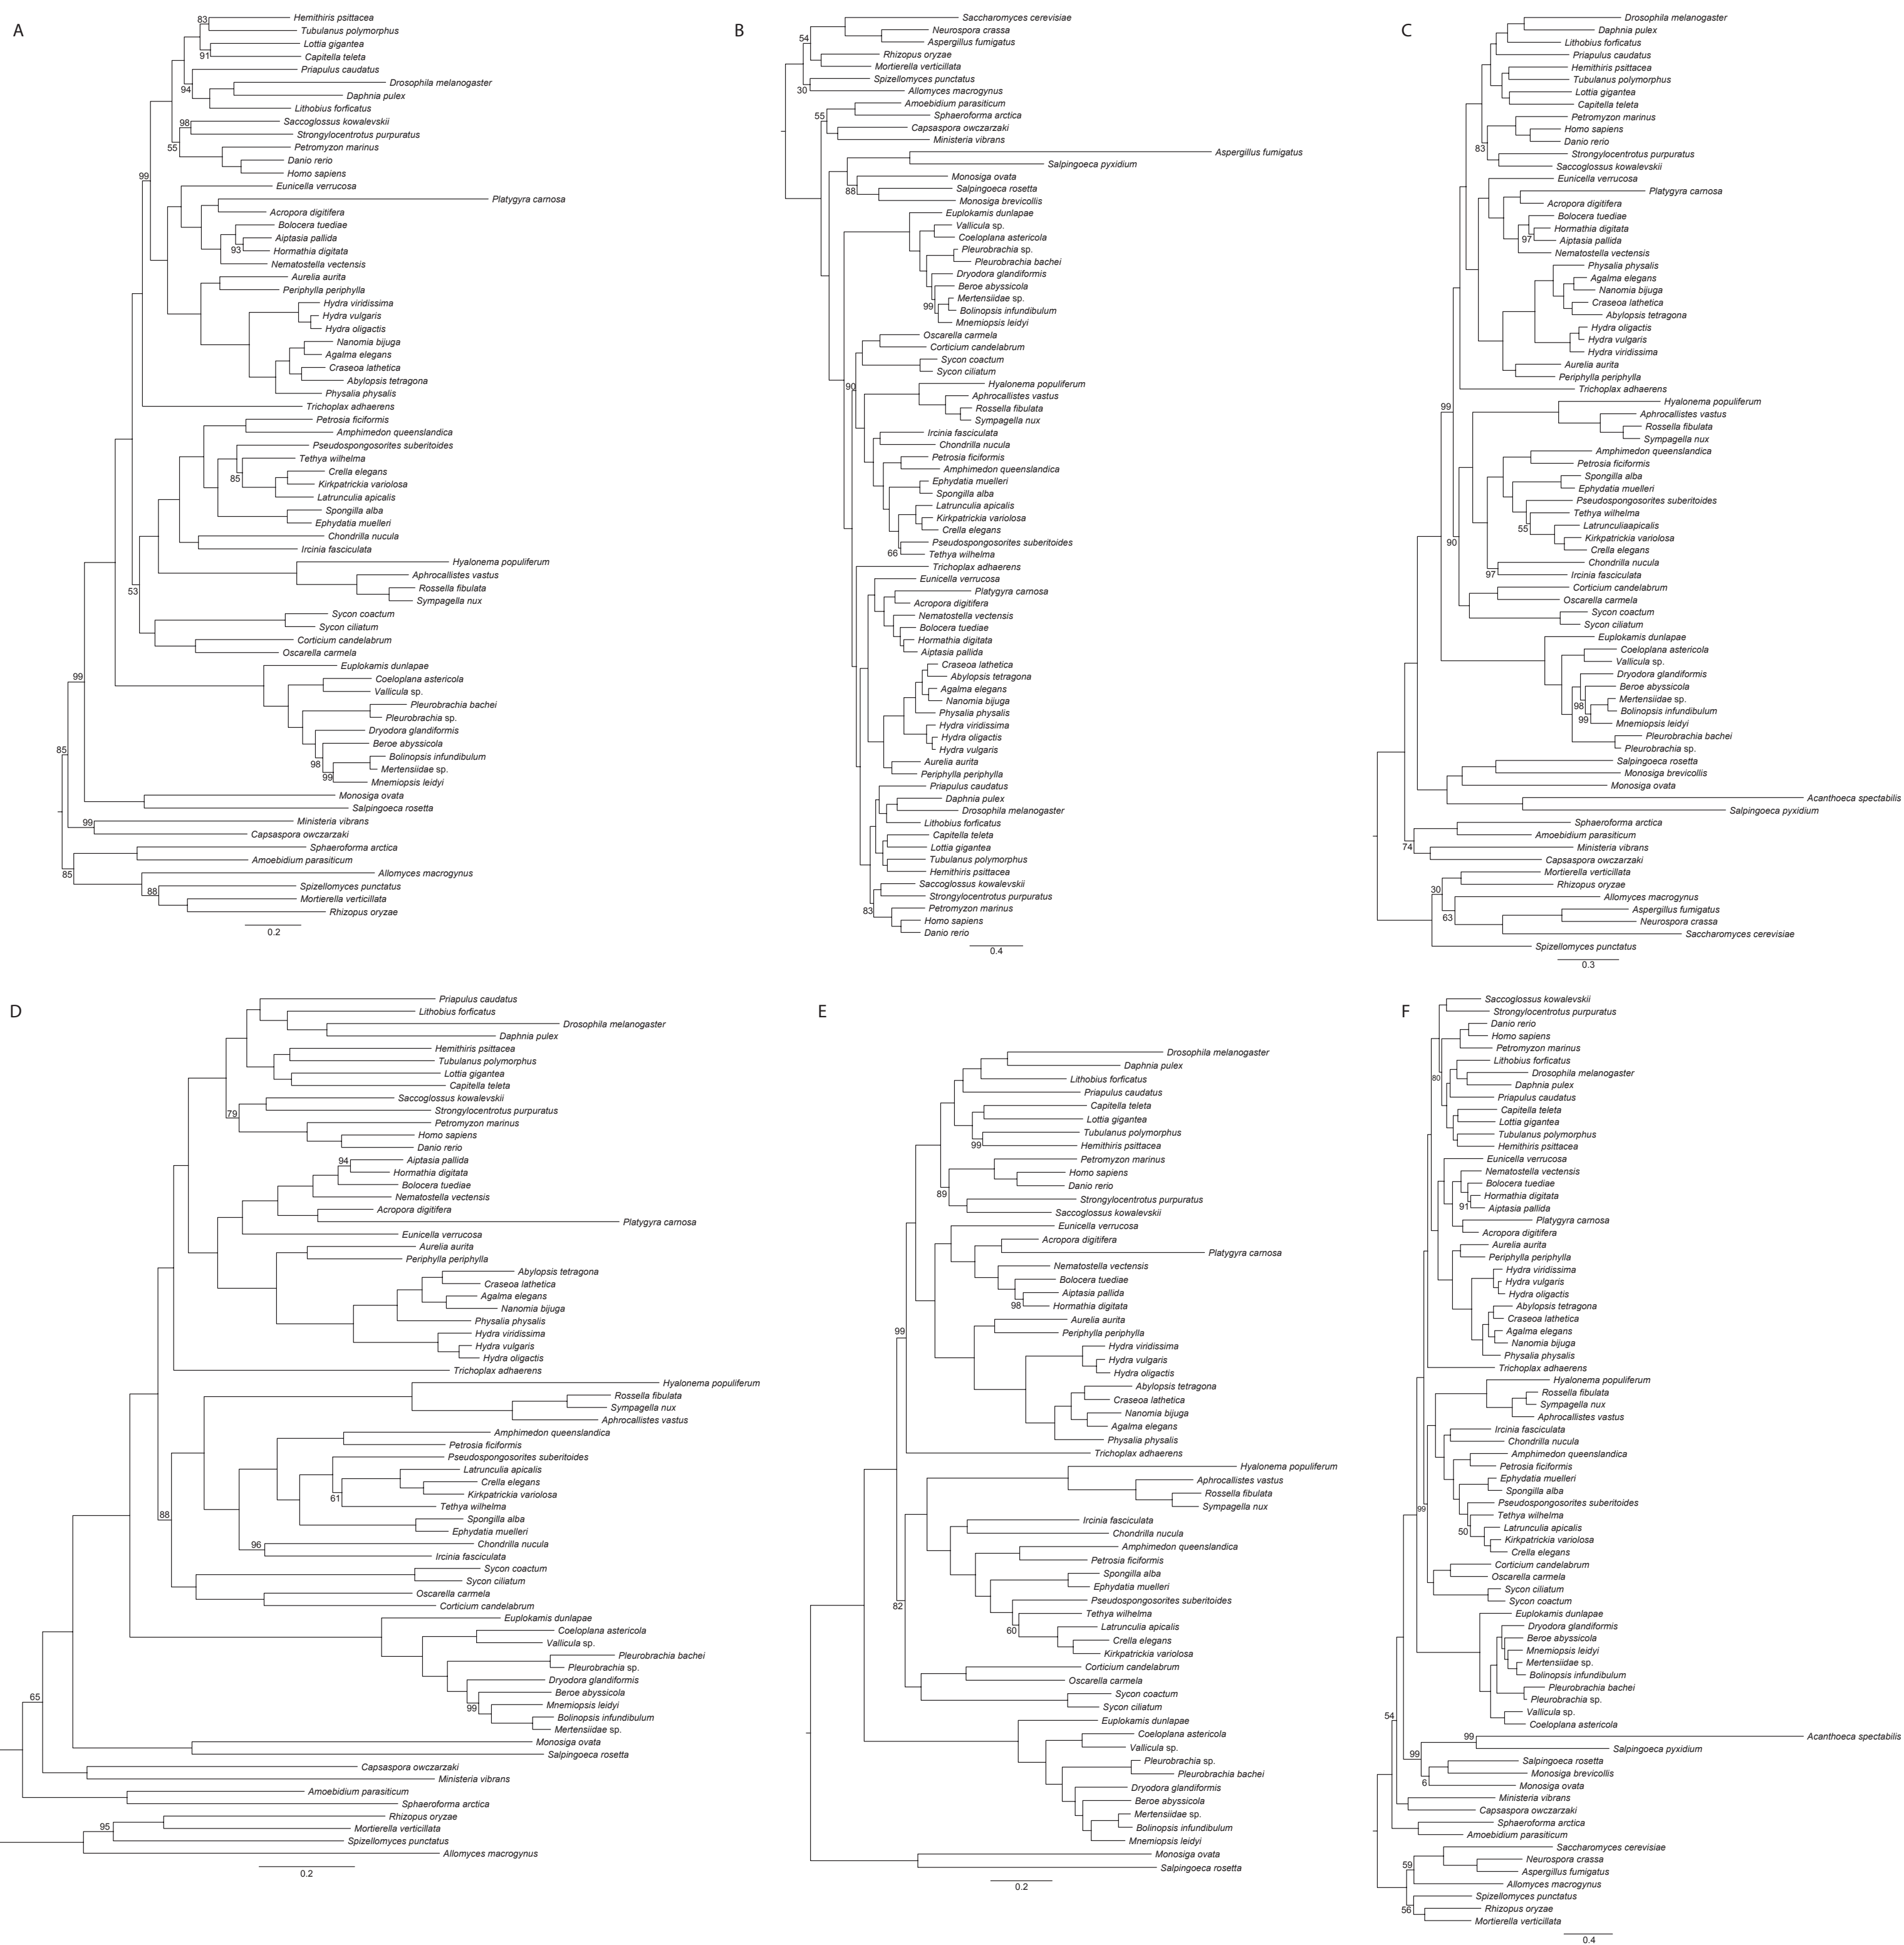 A
83
Hemithiris psittacea
Tubulanus polymorphus
Lottia gigantea
91
Capitella teleta
Priapulus caudatus
Drosophila melanogaster
94
Daphnia pulex
Lithobius forficatus
98
Saccoglossus kowalevskii
Strongylocentrotus purpuratus
55
Petromyzon marinus
Danio rerio
Homo sapiens
99
Eunicella verrucosa
Platygyra carnosa
Acropora digitifera
Bolocera tuediae
Aiptasia pallida
93
Hormathia digitata
Nematostella vectensis
Aurelia aurita
Periphylla periphylla
Hydra viridissima
Hydra vulgaris
Hydra oligactis
Nanomia bijuga
Agalma elegans
Craseoa lathetica
Abylopsis tetragona
Physalia physalis
Trichoplax adhaerens
Petrosia ficiformis
Amphimedon queenslandica
Pseudospongosorites suberitoides
Tethya wilhelma
Crella elegans
85
Kirkpatrickia variolosa
Latrunculia apicalis
Spongilla alba
Ephydatia muelleri
Chondrilla nucula
Ircinia fasciculata
Hyalonema populiferum
Aphrocallistes vastus
Rossella fibulata
53
Sympagella nux
Sycon coactum
Sycon ciliatum
Corticium candelabrum
Oscarella carmela
Euplokamis dunlapae
99
Coeloplana astericola
Vallicula sp.
Pleurobrachia bachei
Pleurobrachia sp.
Dryodora glandiformis
Beroe abyssicola
85
Bolinopsis infundibulum
98
Mertensiidae sp.
99
Mnemiopsis leidyi
Monosiga ovata
Salpingoeca rosetta
99
Ministeria vibrans
Capsaspora owczarzaki
Sphaeroforma arctica
Amoebidium parasiticum
85
Allomyces macrogynus
88
Spizellomyces punctatus
Mortierella verticillata
Rhizopus oryzae
0.2
B
Saccharomyces cerevisiae
Neurospora crassa
54
Aspergillus fumigatus
Rhizopus oryzae
Mortierella verticillata
Spizellomyces punctatus
30
Allomyces macrogynus
Amoebidium parasiticum
55
Sphaeroforma arctica
Capsaspora owczarzaki
Ministeria vibrans
Aspergillus fumigatus
Salpingoeca pyxidium
Monosiga ovata
88
Salpingoeca rosetta
Monosiga brevicollis
Euplokamis dunlapae
Vallicula sp.
Coeloplana astericola
Pleurobrachia sp.
Pleurobrachia bachei
Dryodora glandiformis
Beroe abyssicola
Mertensiidae sp.
99
Bolinopsis infundibulum
Mnemiopsis leidyi
Oscarella carmela
Corticium candelabrum
Sycon coactum
Sycon ciliatum
90
Hyalonema populiferum
Aphrocallistes vastus
Rossella fibulata
Sympagella nux
Ircinia fasciculata
Chondrilla nucula
Petrosia ficiformis
Amphimedon queenslandica
Ephydatia muelleri
Spongilla alba
Latrunculia apicalis
Kirkpatrickia variolosa
Crella elegans
Pseudospongosorites suberitoides
66
Tethya wilhelma
Trichoplax adhaerens
Eunicella verrucosa
Platygyra carnosa
Acropora digitifera
Nematostella vectensis
Bolocera tuediae
Hormathia digitata
Aiptasia pallida
Craseoa lathetica
Abylopsis tetragona
Agalma elegans
Nanomia bijuga
Physalia physalis
Hydra viridissima
Hydra oligactis
Hydra vulgaris
Aurelia aurita
Periphylla periphylla
Priapulus caudatus
Daphnia pulex
Drosophila melanogaster
Lithobius forficatus
Capitella teleta
Lottia gigantea
Tubulanus polymorphus
Hemithiris psittacea
Saccoglossus kowalevskii
Strongylocentrotus purpuratus
83
Petromyzon marinus
Homo sapiens
Danio rerio
0.4
C
Drosophila melanogaster
Daphnia pulex
Lithobius forficatus
Priapulus caudatus
Hemithiris psittacea
Tubulanus polymorphus
Lottia gigantea
Capitella teleta
Petromyzon marinus
Homo sapiens
Danio rerio
83
Strongylocentrotus purpuratus
Saccoglossus kowalevskii
Eunicella verrucosa
Platygyra carnosa
Acropora digitifera
Bolocera tuediae
Hormathia digitata
97
Aiptasia pallida
Nematostella vectensis
Physalia physalis
Agalma elegans
Nanomia bijuga
Craseoa lathetica
Abylopsis tetragona
Hydra oligactis
Hydra vulgaris
Hydra viridissima
Aurelia aurita
Periphylla periphylla
Trichoplax adhaerens
Hyalonema populiferum
99
Aphrocallistes vastus
Rossella fibulata
Sympagella nux
Amphimedon queenslandica
Petrosia ficiformis
Spongilla alba
Ephydatia muelleri
Pseudospongosorites suberitoides
Tethya wilhelma
55
Latrunculiaapicalis
90
Kirkpatrickia variolosa
Crella elegans
Chondrilla nucula
97
Ircinia fasciculata
Corticium candelabrum
Oscarella carmela
Sycon coactum
Sycon ciliatum
Euplokamis dunlapae
Coeloplana astericola
Vallicula sp.
Dryodora glandiformis
Beroe abyssicola
Mertensiidae sp.
98
Bolinopsis infundibulum
99
Mnemiopsis leidyi
Pleurobrachia bachei
Pleurobrachia sp.
Salpingoeca rosetta
Monosiga brevicollis
Monosiga ovata
Acanthoeca spectabilis
Salpingoeca pyxidium
Sphaeroforma arctica
Amoebidium parasiticum
74
Ministeria vibrans
Capsaspora owczarzaki
Mortierella verticillata
Rhizopus oryzae
30
Allomyces macrogynus
Aspergillus fumigatus
63
Neurospora crassa
Saccharomyces cerevisiae
Spizellomyces punctatus
0.3
D
Priapulus caudatus
Lithobius forficatus
Drosophila melanogaster
Daphnia pulex
Hemithiris psittacea
Tubulanus polymorphus
Lottia gigantea
Capitella teleta
Saccoglossus kowalevskii
79
Strongylocentrotus purpuratus
Petromyzon marinus
Homo sapiens
Danio rerio
94
Aiptasia pallida
Hormathia digitata
Bolocera tuediae
Nematostella vectensis
Acropora digitifera
Platygyra carnosa
Eunicella verrucosa
Aurelia aurita
Periphylla periphylla
Abylopsis tetragona
Craseoa lathetica
Agalma elegans
Nanomia bijuga
Physalia physalis
Hydra viridissima
Hydra vulgaris
Hydra oligactis
Trichoplax adhaerens
Hyalonema populiferum
Rossella fibulata
Sympagella nux
Aphrocallistes vastus
Amphimedon queenslandica
Petrosia ficiformis
Pseudospongosorites suberitoides
Latrunculia apicalis
Crella elegans
61
Kirkpatrickia variolosa
Tethya wilhelma
88
Spongilla alba
Ephydatia muelleri
96
Chondrilla nucula
Ircinia fasciculata
Sycon coactum
Sycon ciliatum
Oscarella carmela
Corticium candelabrum
Euplokamis dunlapae
Coeloplana astericola
Vallicula sp.
Pleurobrachia bachei
Pleurobrachia sp.
Dryodora glandiformis
65
Beroe abyssicola
99
Mnemiopsis leidyi
Bolinopsis infundibulum
Mertensiidae sp.
Monosiga ovata
Salpingoeca rosetta
Capsaspora owczarzaki
Ministeria vibrans
Amoebidium parasiticum
Sphaeroforma arctica
Rhizopus oryzae
95
Mortierella verticillata
Spizellomyces punctatus
Allomyces macrogynus
0.2
E
Drosophila melanogaster
Daphnia pulex
Lithobius forficatus
Priapulus caudatus
Capitella teleta
Lottia gigantea
Tubulanus polymorphus
99
Hemithiris psittacea
Petromyzon marinus
Homo sapiens
Danio rerio
89
Strongylocentrotus purpuratus
Saccoglossus kowalevskii
Eunicella verrucosa
Acropora digitifera
Platygyra carnosa
Nematostella vectensis
Bolocera tuediae
Aiptasia pallida
98
Hormathia digitata
Aurelia aurita
99
Periphylla periphylla
Hydra viridissima
Hydra vulgaris
Hydra oligactis
Abylopsis tetragona
Craseoa lathetica
Nanomia bijuga
Agalma elegans
Physalia physalis
Trichoplax adhaerens
Hyalonema populiferum
Aphrocallistes vastus
Rossella fibulata
Sympagella nux
Ircinia fasciculata
Chondrilla nucula
Amphimedon queenslandica
Petrosia ficiformis
Spongilla alba
Ephydatia muelleri
82
Pseudospongosorites suberitoides
Tethya wilhelma
60
Latrunculia apicalis
Crella elegans
Kirkpatrickia variolosa
Corticium candelabrum
Oscarella carmela
Sycon coactum
Sycon ciliatum
Euplokamis dunlapae
Coeloplana astericola
Vallicula sp.
Pleurobrachia sp.
Pleurobrachia bachei
Dryodora glandiformis
Beroe abyssicola
Mertensiidae sp.
Bolinopsis infundibulum
Mnemiopsis leidyi
Monosiga ovata
Salpingoeca rosetta
0.2
F
Saccoglossus kowalevskii
Strongylocentrotus purpuratus
Danio rerio
Homo sapiens
Petromyzon marinus
Lithobius forficatus
80
Drosophila melanogaster
Daphnia pulex
Priapulus caudatus
Capitella teleta
Lottia gigantea
Tubulanus polymorphus
Hemithiris psittacea
Eunicella verrucosa
Nematostella vectensis
Bolocera tuediae
Hormathia digitata
91
Aiptasia pallida
Platygyra carnosa
Acropora digitifera
Aurelia aurita
Periphylla periphylla
Hydra viridissima
Hydra vulgaris
Hydra oligactis
Abylopsis tetragona
Craseoa lathetica
Agalma elegans
Nanomia bijuga
Physalia physalis
Trichoplax adhaerens
Hyalonema populiferum
Rossella fibulata
Sympagella nux
Aphrocallistes vastus
Ircinia fasciculata
Chondrilla nucula
Amphimedon queenslandica
Petrosia ficiformis
Ephydatia muelleri
Spongilla alba
99
Pseudospongosorites suberitoides
Tethya wilhelma
50
Latrunculia apicalis
Kirkpatrickia variolosa
Crella elegans
Corticium candelabrum
Oscarella carmela
Sycon ciliatum
Sycon coactum
Euplokamis dunlapae
Dryodora glandiformis
Beroe abyssicola
Mnemiopsis leidyi
Mertensiidae sp.
Bolinopsis infundibulum
Pleurobrachia bachei
Pleurobrachia sp.
54
Vallicula sp.
Coeloplana astericola
99
Acanthoeca spectabilis
Salpingoeca pyxidium
99
Salpingoeca rosetta
Monosiga brevicollis
6
Monosiga ovata
Ministeria vibrans
Capsaspora owczarzaki
Sphaeroforma arctica
Amoebidium parasiticum
Saccharomyces cerevisiae
59
Neurospora crassa
Aspergillus fumigatus
Allomyces macrogynus
Spizellomyces punctatus
56
Rhizopus oryzae
Mortierella verticillata
0.4